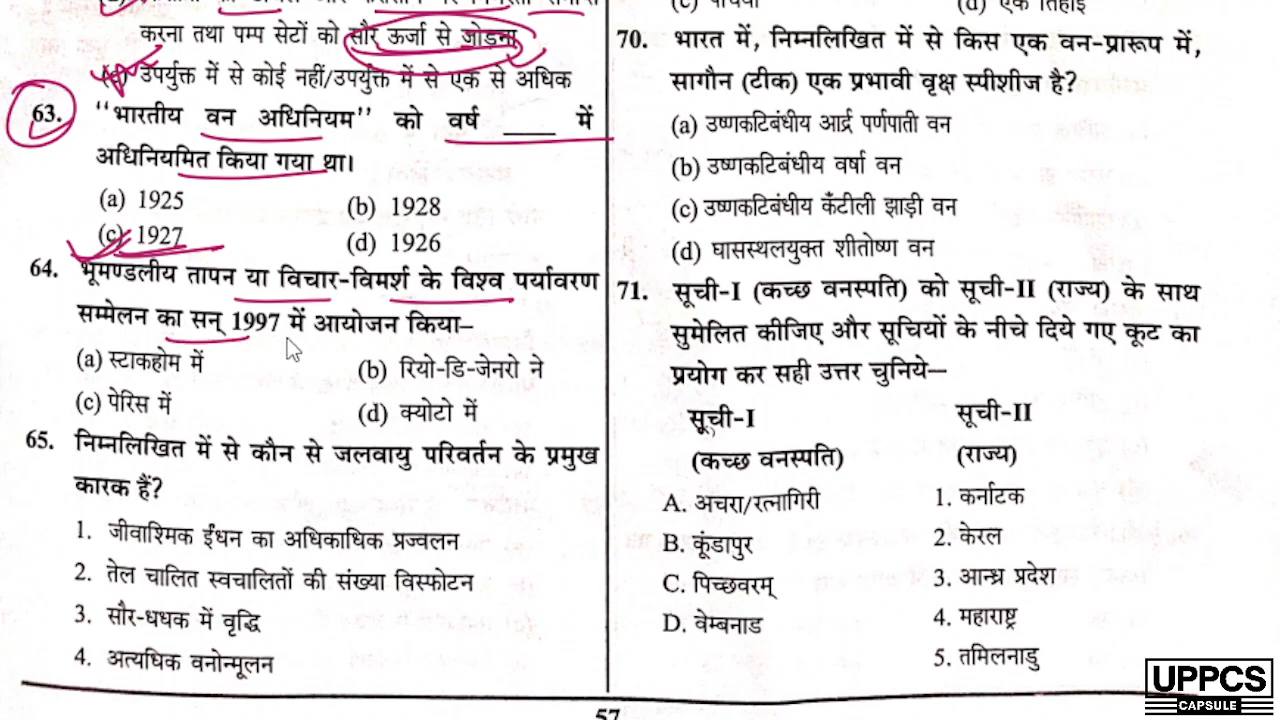 करना तथा पम्प सेटों को सौर ऊर्जा से जोड़ना
उपर्युक्त में से कोई नहीं/उपर्युक्त में से एक से अधिक
63. "भारतीय वन अधिनियम" को वर्ष ____ में
अधिनियमित किया गया था।
(a) 1925 (b) 1928
(c) 1927 (d) 1926
64. भूमण्डलीय तापन या विचार-विमर्श के विश्व पर्यावरण
सम्मेलन का सन् 1997 में आयोजन किया–
(a) स्टाकहोम में (b) रियो-डि-जेनरो ने
(c) पेरिस में (d) क्योटो में
65. निम्नलिखित में से कौन से जलवायु परिवर्तन के प्रमुख
कारक हैं?
1. जीवाश्मिक ईंधन का अधिकाधिक प्रज्वलन
2. तेल चालित स्वचालितों की संख्या विस्फोटन
3. सौर-धधक में वृद्धि
4. अत्यधिक वनोन्मूलन
(d) एक तिहाई
70. भारत में, निम्नलिखित में से किस एक वन-प्रारूप में,
सागौन (टीक) एक प्रभावी वृक्ष स्पीशीज है?
(a) उष्णकटिबंधीय आर्द्र पर्णपाती वन
(b) उष्णकटिबंधीय वर्षा वन
(c) उष्णकटिबंधीय कँटीली झाड़ी वन
(d) घासस्थलयुक्त शीतोष्ण वन
71. सूची-I (कच्छ वनस्पति) को सूची-II (राज्य) के साथ
सुमेलित कीजिए और सूचियों के नीचे दिये गए कूट का
प्रयोग कर सही उत्तर चुनिये–
सूची-I सूची-II
(कच्छ वनस्पति) (राज्य)
A. अचरा/रत्नागिरी 1. कर्नाटक
B. कूंडापुर 2. केरल
C. पिच्छवरम् 3. आन्ध्र प्रदेश
D. वेम्बनाड 4. महाराष्ट्र
5. तमिलनाडु
57
UPPCS
CAPSULE